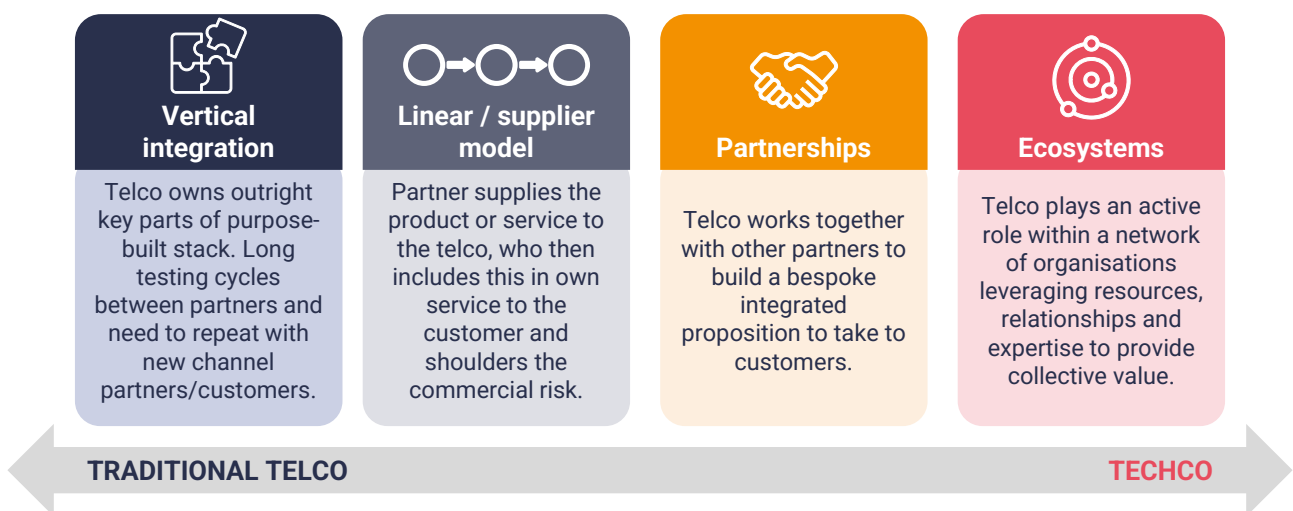 Vertical
integration
Telco owns outright
key parts of purpose-
built stack. Long
testing cycles
between partners and
need to repeat with
new channel
partners/customers.
Linear / supplier
model
Partner supplies the
product or service to
the telco, who then
includes this in own
service to the
customer and
shoulders the
commercial risk.
Partnerships
Telco works together
with other partners to
build a bespoke
integrated
proposition to take to
customers.
Ecosystems
Telco plays an active
role within a network
of organisations
leveraging resources,
relationships and
expertise to provide
collective value.
TRADITIONAL TELCO
TECHCO